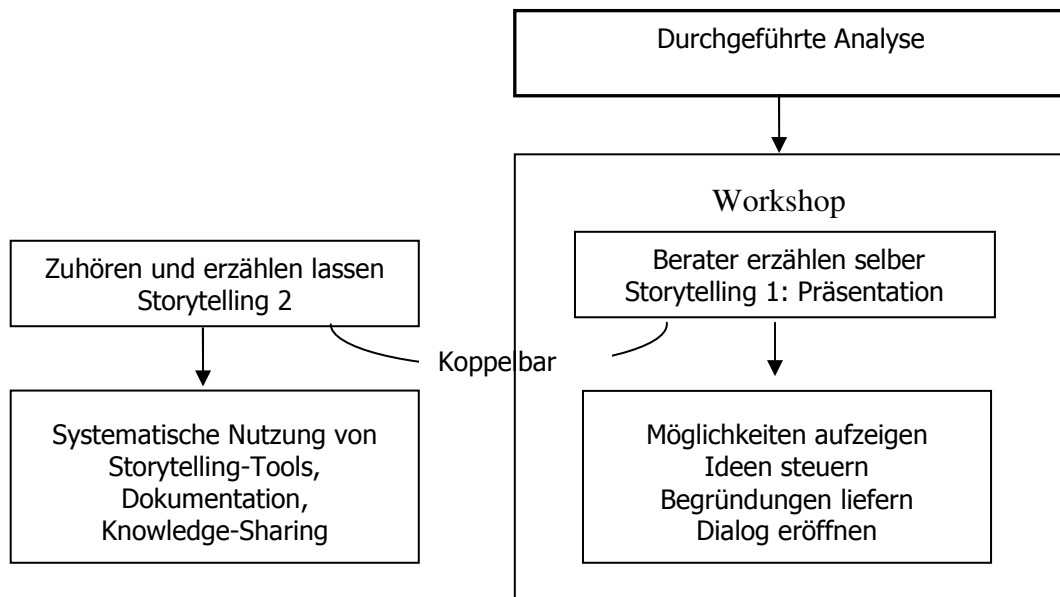 Durchgeführte Analyse
Workshop
Zuhören und erzählen lassen
Storytelling 2
Berater erzählen selber
Storytelling 1: Präsentation
Koppelbar
Systematische Nutzung von
Storytelling-Tools,
Dokumentation,
Knowledge-Sharing
Möglichkeiten aufzeigen
Ideen steuern
Begründungen liefern
Dialog eröffnen